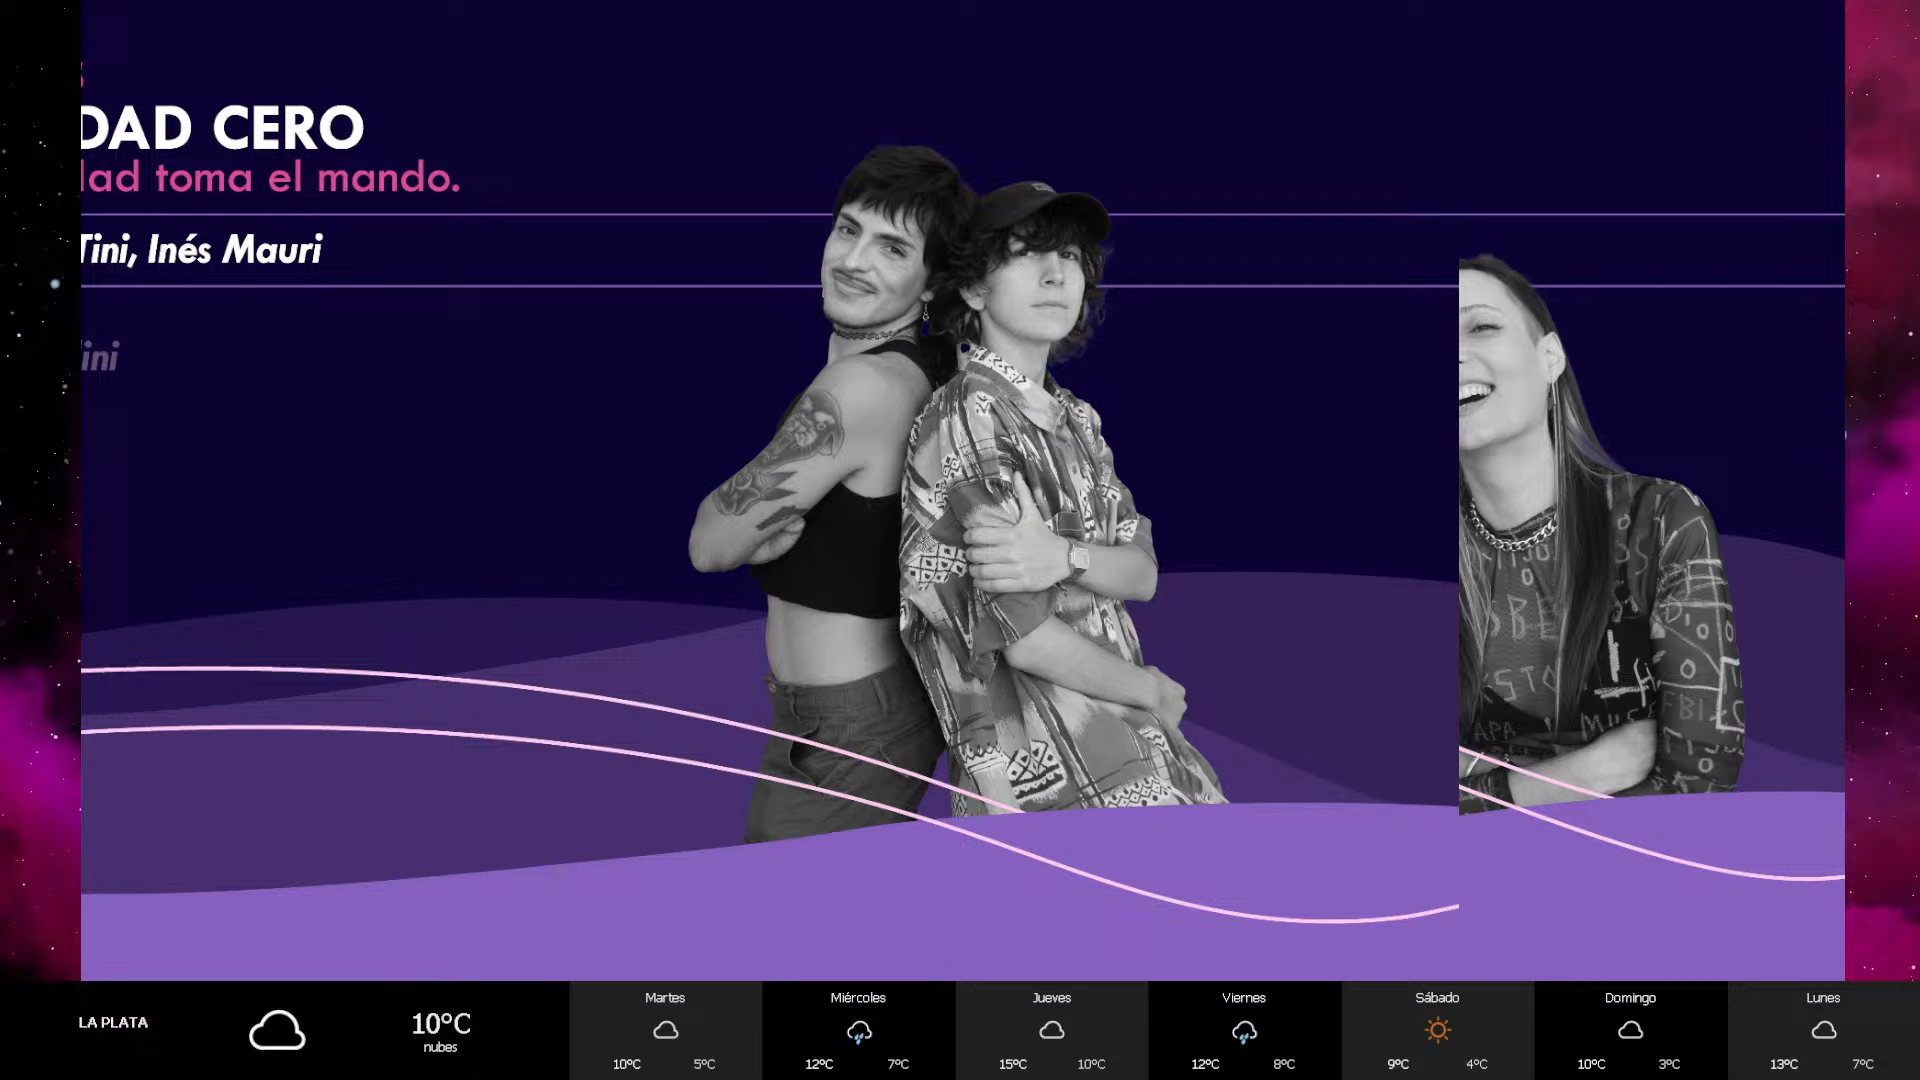 DAD CERO
dad toma el mando.
Tini, Inés Mauri
ini
LA PLATA
10°C
nubes
Martes
10°C 5°C
Miércoles
12°C 7°C
Jueves
15°C 10°C
Viernes
12°C 8°C
Sábado
9°C 4°C
Domingo
10°C 3°C
Lunes
13°C 7°C